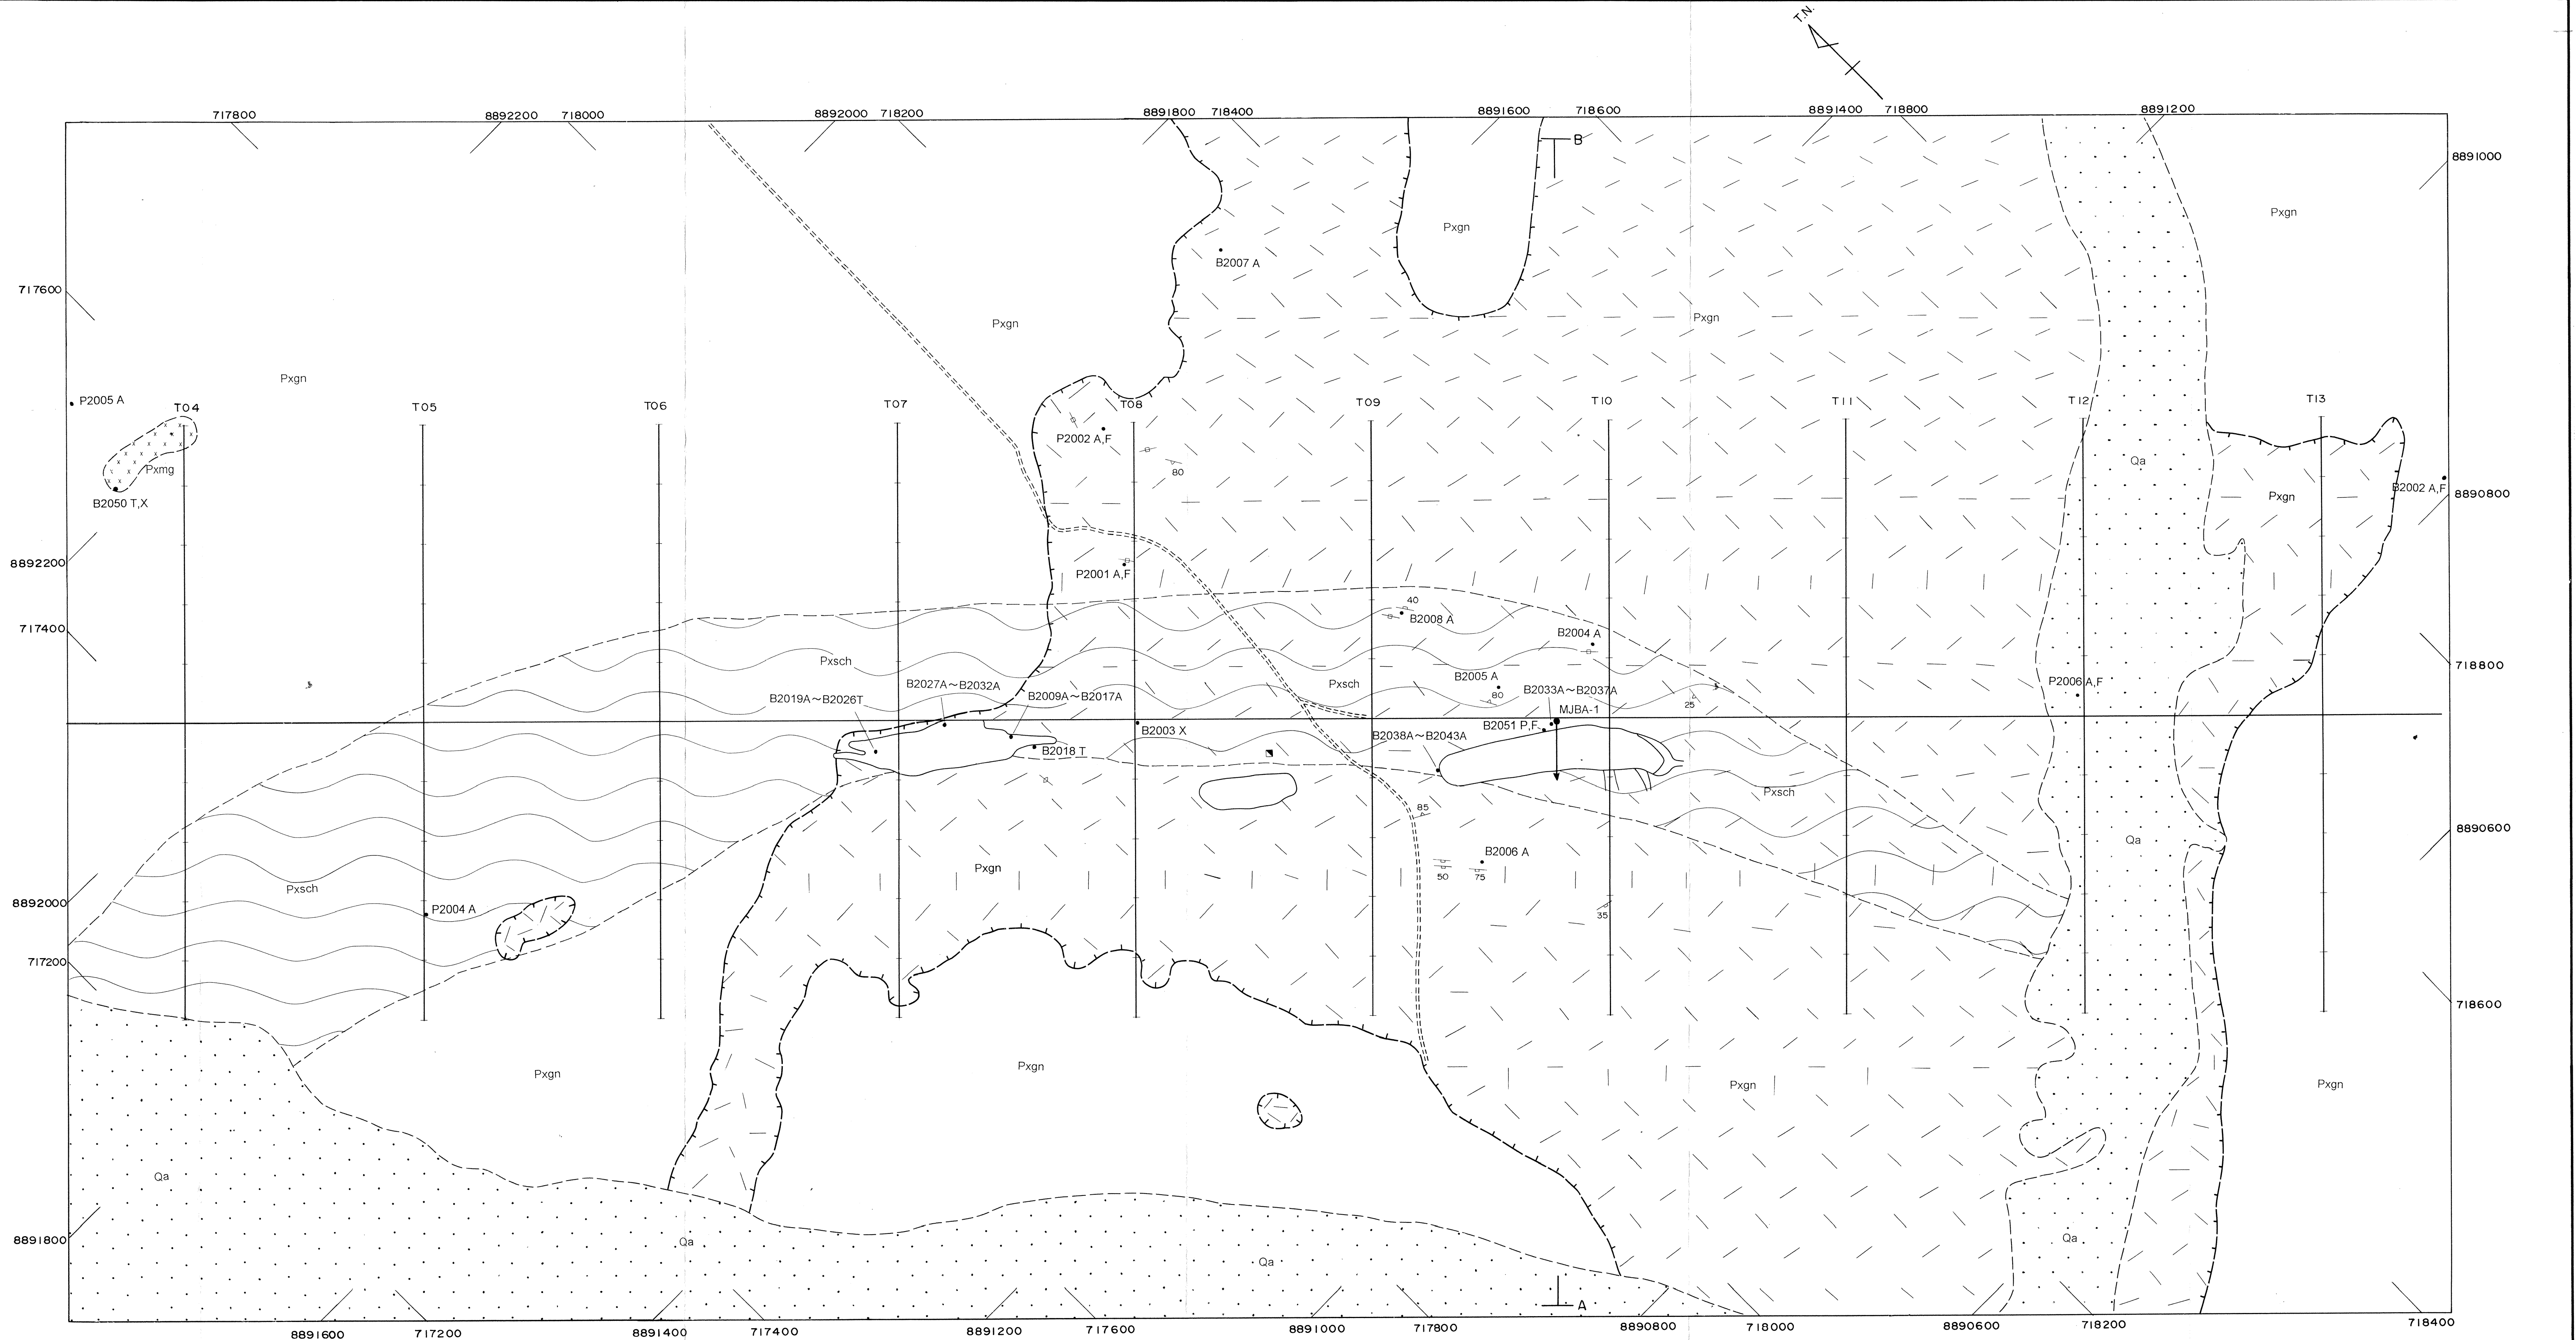 T.N.
717800
8892200
718000
8892000
718200
8891800
718400
8891600
718600
8891400
718800
8891200
B
8891000
Pxgn
Pxgn
B2007 A
717600
Pxgn
Pxgn
Pxgn
P2005 A
T04
T05
T06
T07
T08
T09
T10
T11
T12
T13
P2002 A,F
80
Qa
Pxmg
B2050 T,X
Pxgn
B2002 A,F
8890800
8892200
P2001 A,F
40
B2008 A
717400
B2004 A
Pxsch
718800
B2005 A
80
B2027A～B2032A
Pxsch
P2006 A,F
B2019A～B2026T
B2009A～B2017A
B2033A～B2037A
25
MJBA-1
B2003 X
B2051 P,F
B2038A～B2043A
B2018 T
Pxsch
85
8890600
Qa
B2006 A
Pxgn
50
75
Pxsch
8892000
P2004 A
35
717200
718600
Pxgn
Pxgn
Pxgn
Pxgn
Qa
8891800
Qa
Qa
Qa
A
8891600
717200
8891400
717400
8891200
717600
8891000
717800
8890800
718000
8890600
718200
718400